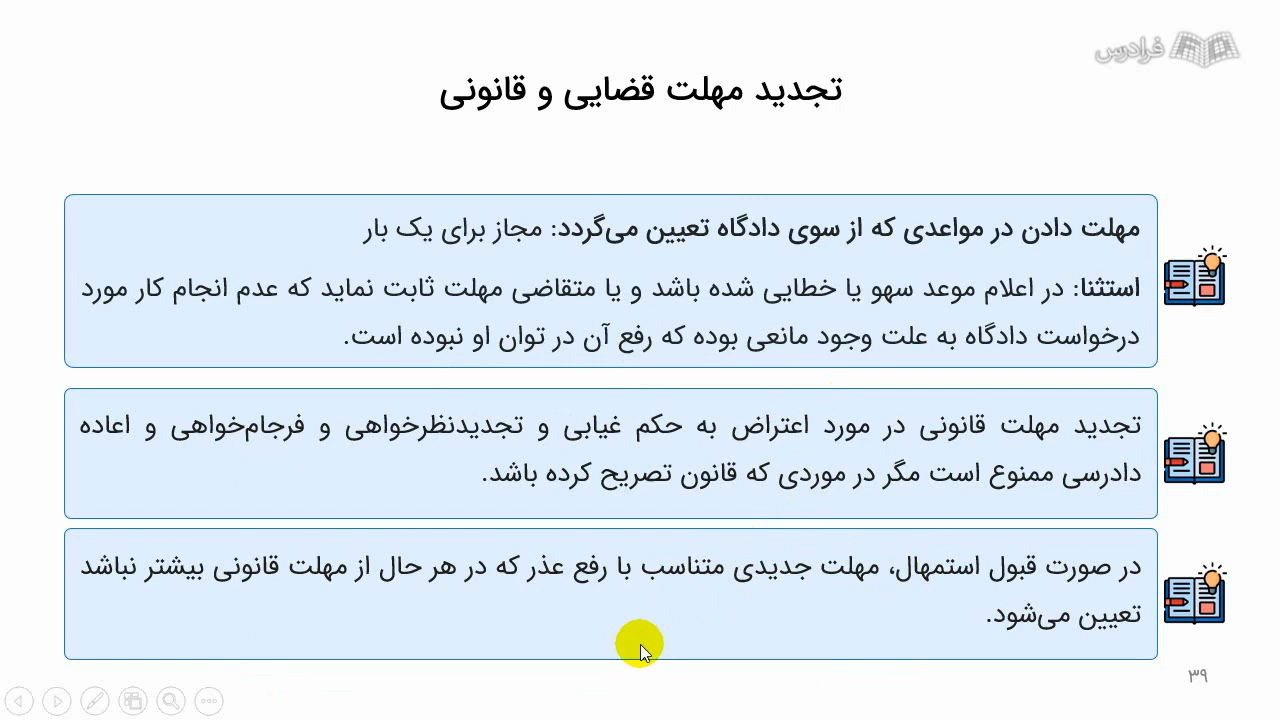 فرادرس
تجدید مهلت قضایی و قانونی
مهلت دادن در مواعدی که از سوی دادگاه تعیین می‌گردد: مجاز برای یک بار
استثنا: در اعلام موعد سهو یا خطایی شده باشد و یا متقاضی مهلت ثابت نماید که عدم انجام کار مورد
درخواست دادگاه به علت وجود مانعی بوده که رفع آن در توان او نبوده است.
تجدید مهلت قانونی در مورد اعتراض به حکم غیابی و تجدیدنظرخواهی و فرجام‌خواهی و اعاده
دادرسی ممنوع است مگر در موردی که قانون تصریح کرده باشد.
در صورت قبول استمهال، مهلت جدیدی متناسب با رفع عذر که در هر حال از مهلت قانونی بیشتر نباشد
تعیین می‌شود.
۳۹